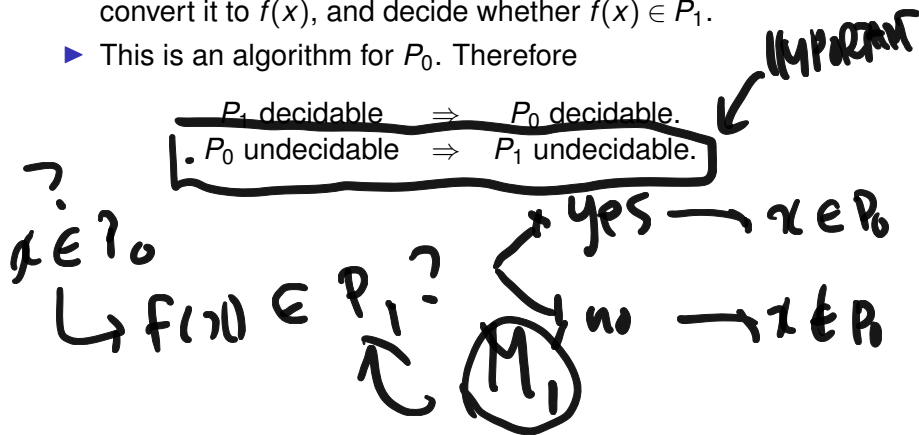 convert it to f(x), and decide whether f(x) ∈ P₁.
▶ This is an algorithm for P₀. Therefore
IMPORTANT
P₁ decidable ⇒ P₀ decidable.
P₀ undecidable ⇒ P₁ undecidable.
?
x ∈ P₀
yes → x ∈ P₀
↳ f(x) ∈ P₁ ?
no → x ∉ P₀
M₁